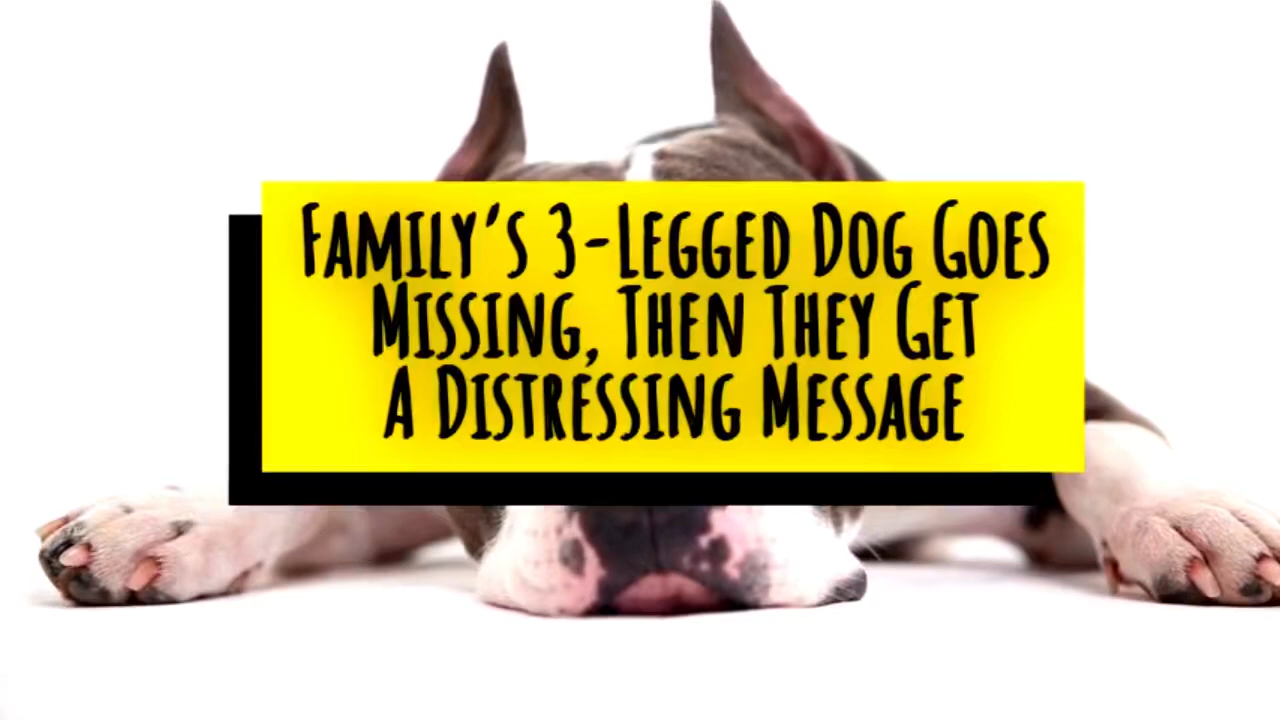 Family's 3-Legged Dog Goes
Missing, Then They Get
A Distressing Message